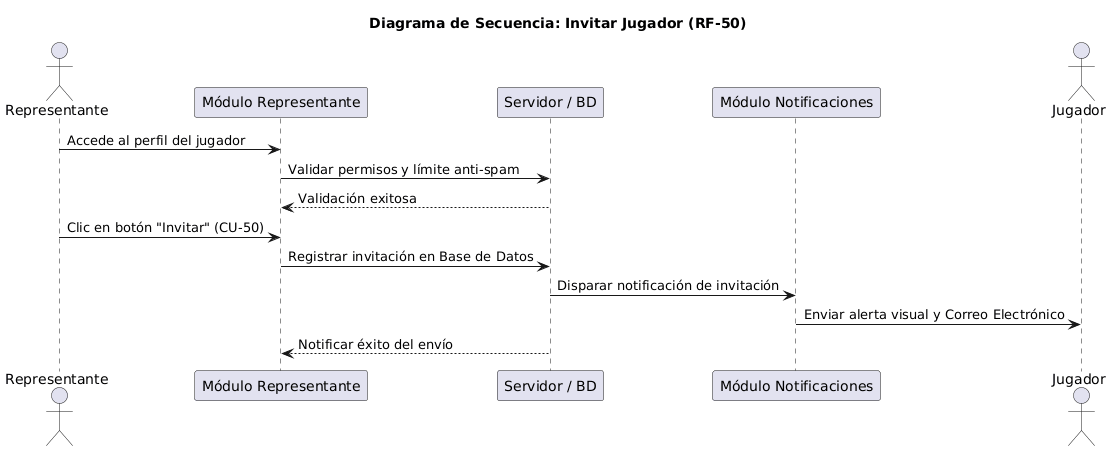 Diagrama de Secuencia: Invitar Jugador (RF-50)
Representante
Módulo Representante
Servidor / BD
Módulo Notificaciones
Jugador
Accede al perfil del jugador
Validar permisos y límite anti-spam
Validación exitosa
Clic en botón "Invitar" (CU-50)
Registrar invitación en Base de Datos
Disparar notificación de invitación
Enviar alerta visual y Correo Electrónico
Notificar éxito del envío
Representante
Módulo Representante
Servidor / BD
Módulo Notificaciones
Jugador